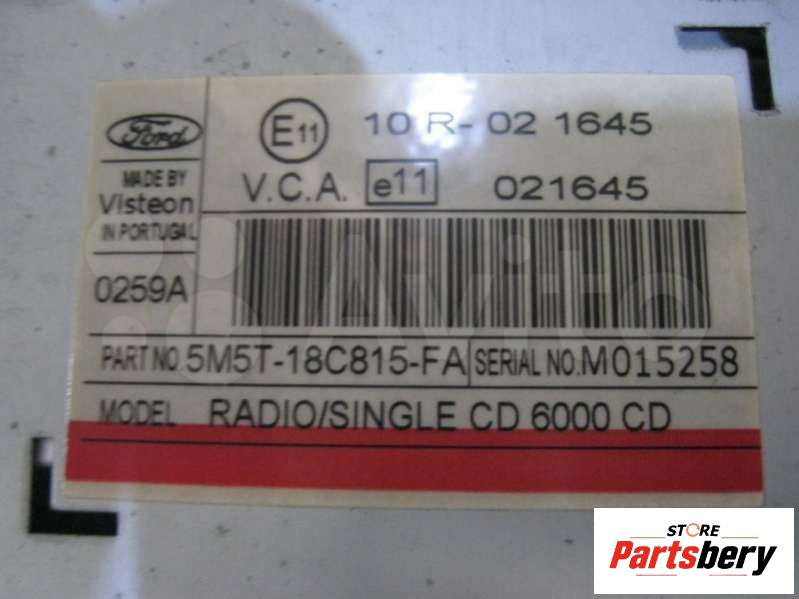 Ford
E11
10 R- 02 1645
MADE BY
Visteon
IN PORTUGAL
V.C.A. e11 021645
0259A
Avito
PART NO. 5M5T-18C815-FA SERIAL NO. M015258
MODEL RADIO/SINGLE CD 6000 CD
STORE
Partsbery